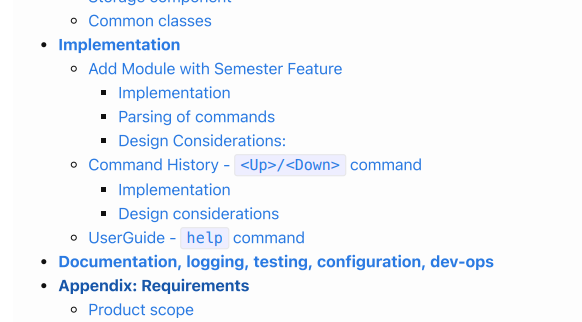 Common classes
Implementation
Add Module with Semester Feature
Implementation
Parsing of commands
Design Considerations:
Command History - <Up>/<Down> command
Implementation
Design considerations
UserGuide - help command
Documentation, logging, testing, configuration, dev-ops
Appendix: Requirements
Product scope